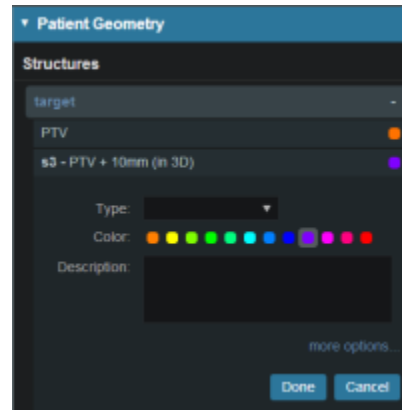 Patient Geometry
Structures
target -
PTV
s3 - PTV + 10mm (in 3D)
Type:
Color:
Description:
more options...
Done Cancel